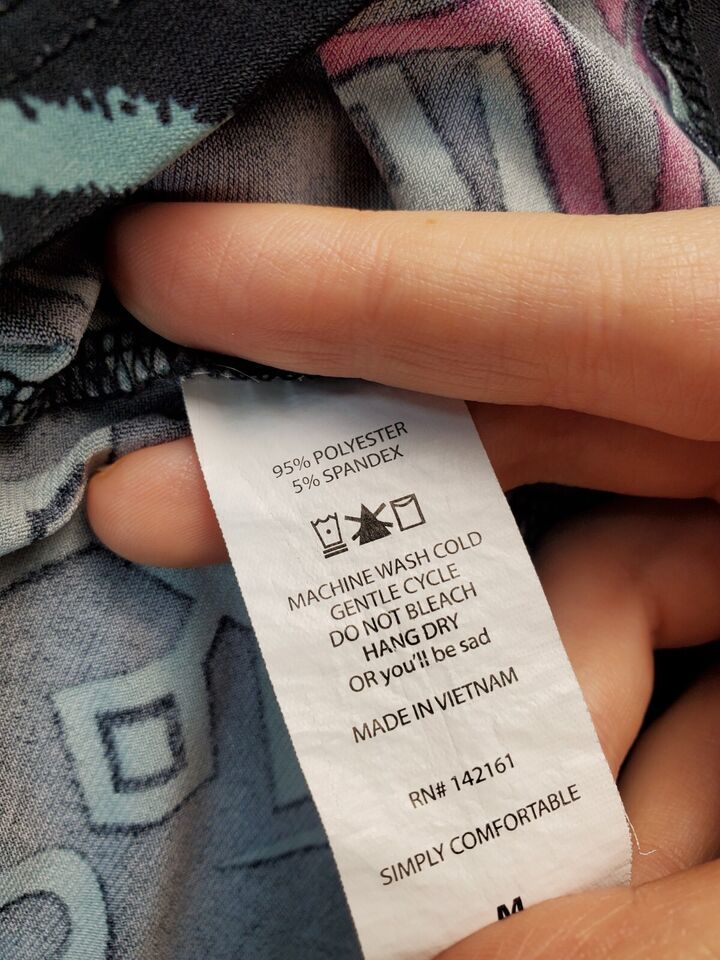 95% POLYESTER
5% SPANDEX
MACHINE WASH COLD
GENTLE CYCLE
DO NOT BLEACH
HANG DRY
OR you'll be sad
MADE IN VIETNAM
RN# 142161
SIMPLY COMFORTABLE
M